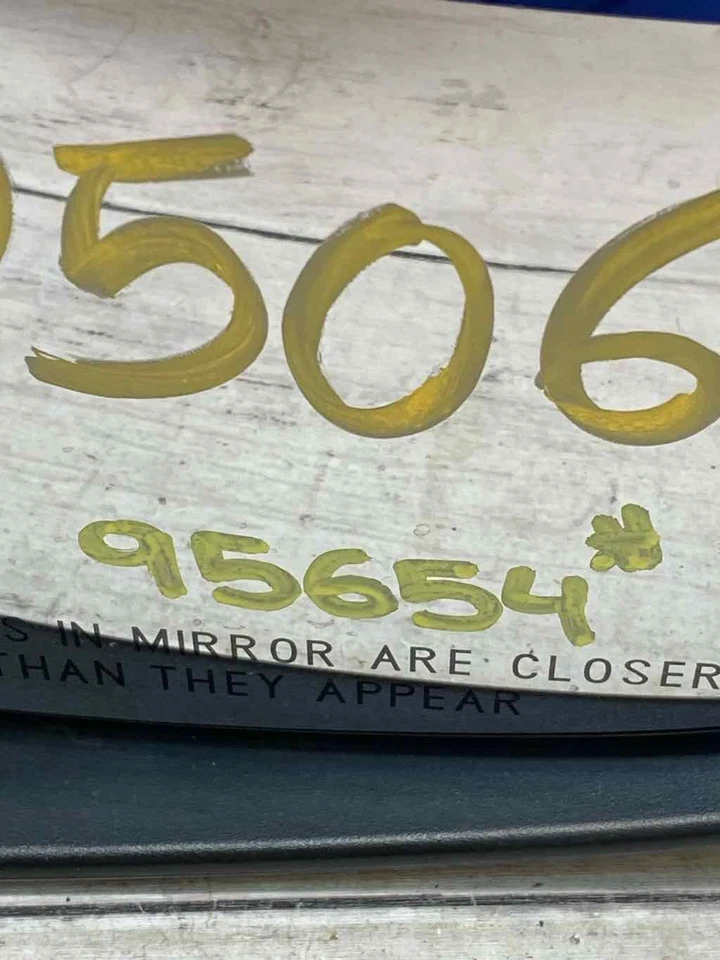 506
95654#
IN MIRROR ARE CLOSER
THAN THEY APPEAR